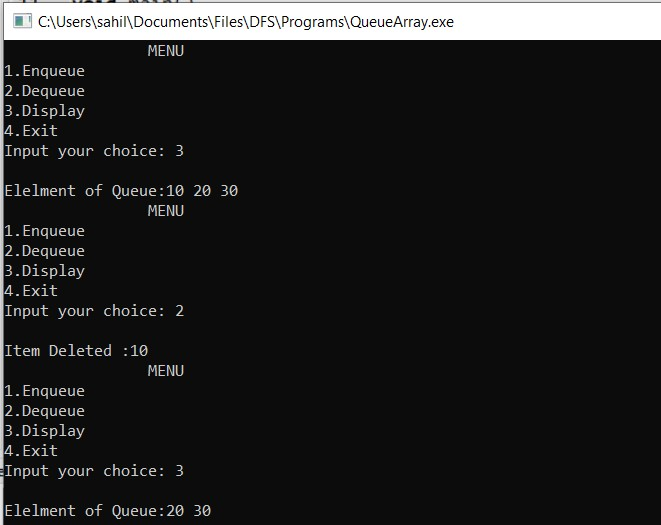 void main()
C:\Users\sahil\Documents\Files\DFS\Programs\QueueArray.exe
MENU
1.Enqueue
2.Dequeue
3.Display
4.Exit
Input your choice: 3
Elelment of Queue:10 20 30
MENU
1.Enqueue
2.Dequeue
3.Display
4.Exit
Input your choice: 2
Item Deleted :10
MENU
1.Enqueue
2.Dequeue
3.Display
4.Exit
Input your choice: 3
Elelment of Queue:20 30